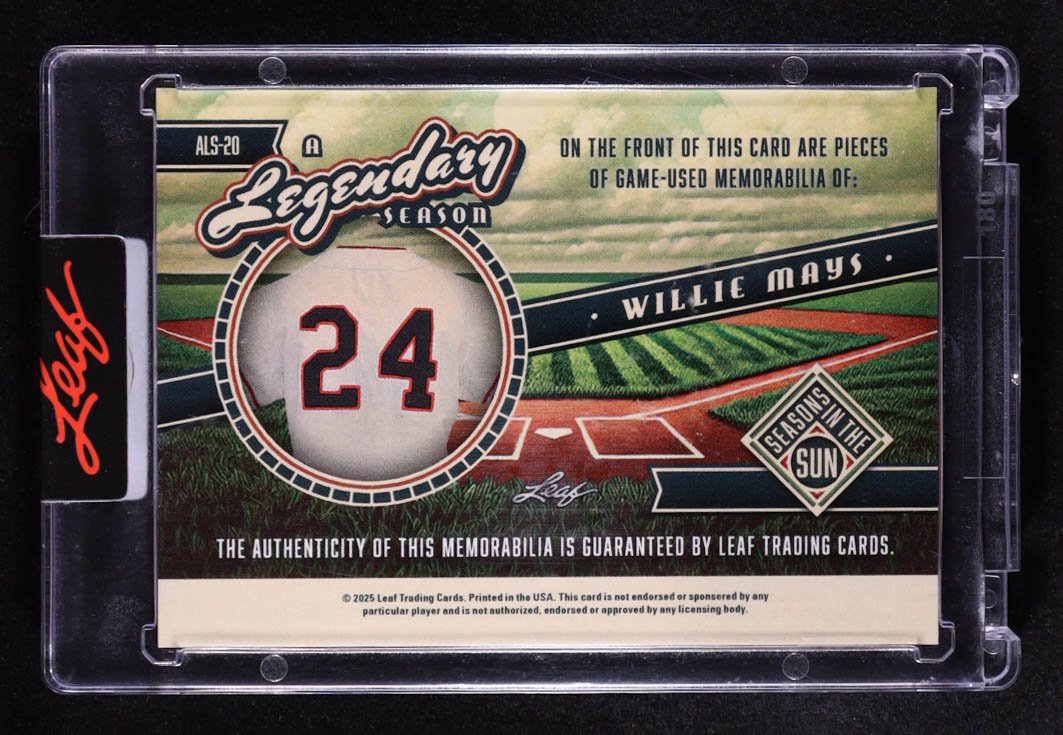 ALS-20
A
Legendary
SEASON
ON THE FRONT OF THIS CARD ARE PIECES
OF GAME-USED MEMORABILIA OF:
• WILLIE MAYS •
24
SEASONS IN THE
SUN
Leaf
Leaf
THE AUTHENTICITY OF THIS MEMORABILIA IS GUARANTEED BY LEAF TRADING CARDS.
© 2025 Leaf Trading Cards. Printed in the USA. This card is not endorsed or sponsered by any
particular player and is not authorized, endorsed or approved by any licensing body.
180